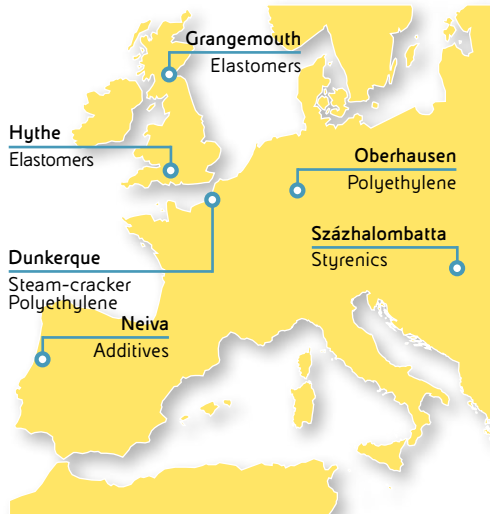 Grangemouth
Elastomers
Hythe
Elastomers
Oberhausen
Polyethylene
Százhalombatta
Styrenics
Dunkerque
Steam-cracker
Polyethylene
Neiva
Additives